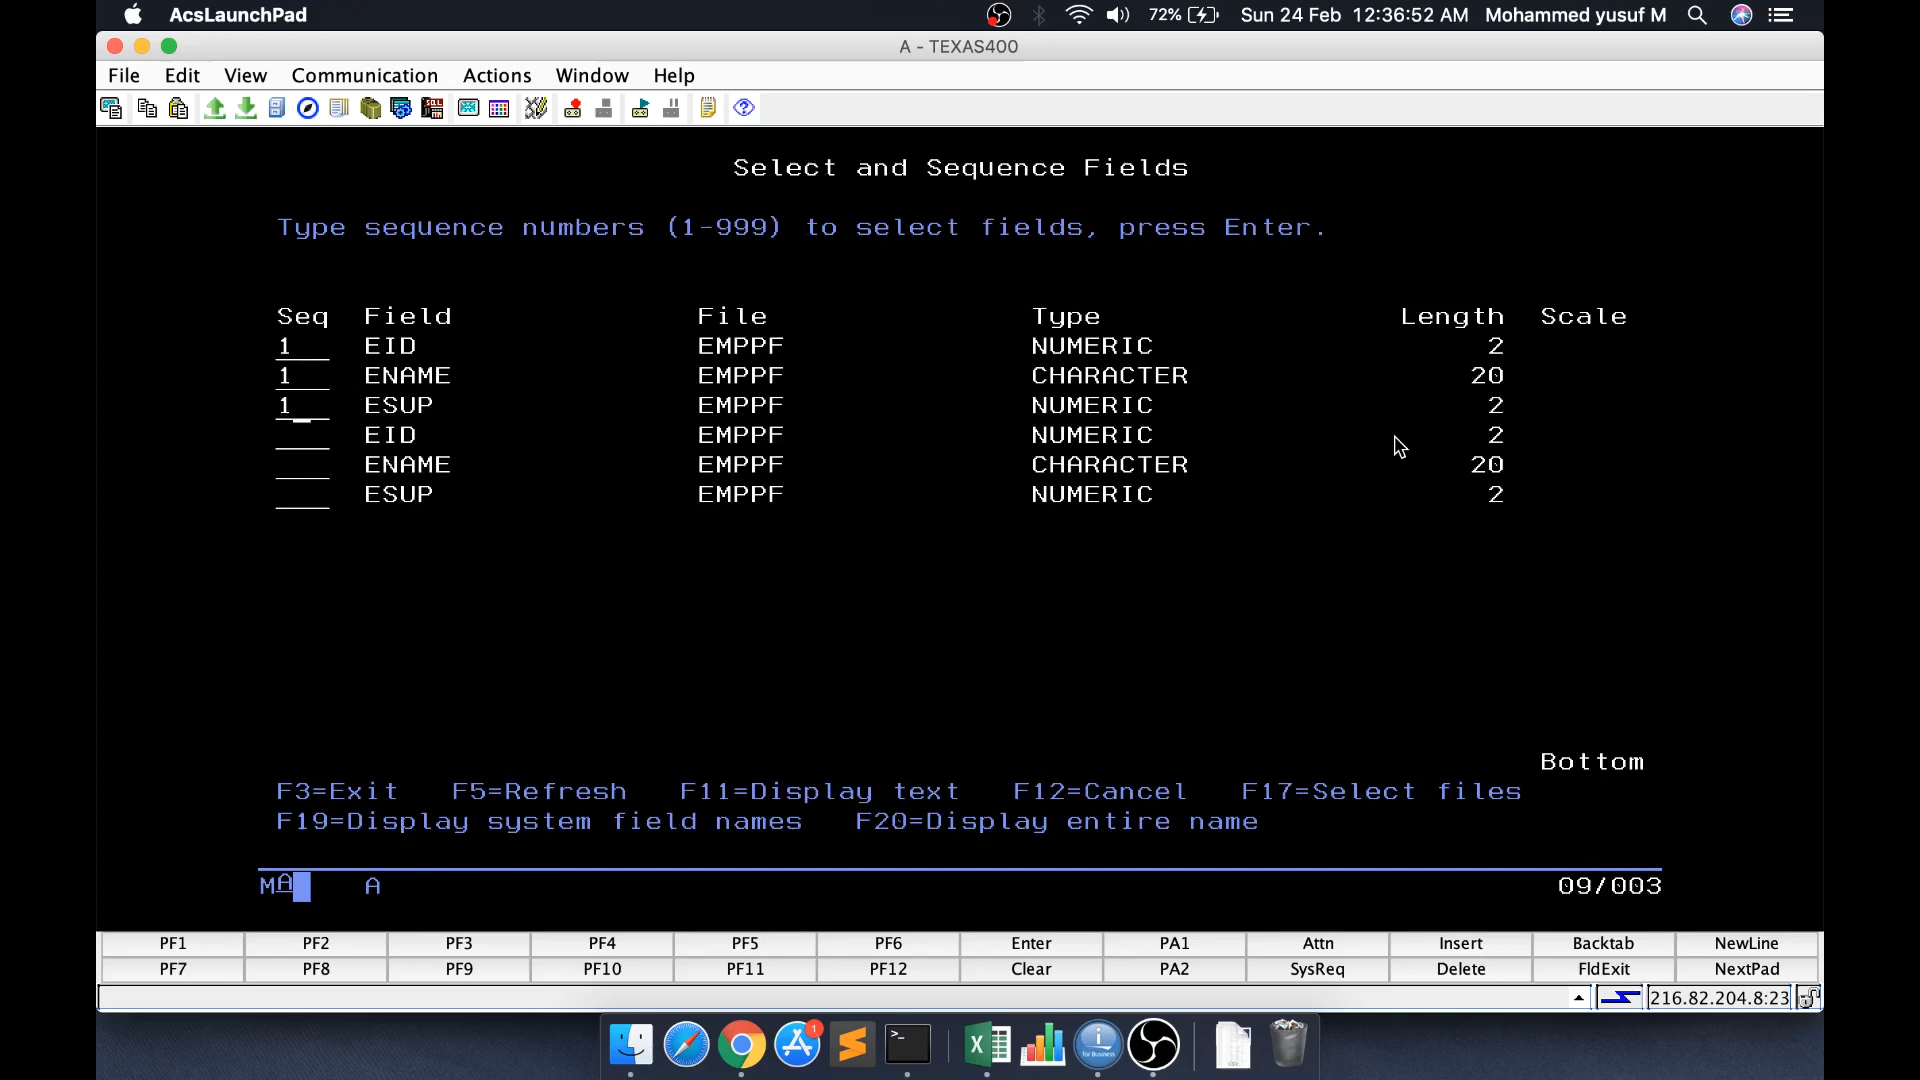 AcsLaunchPad 72% Sun 24 Feb 12:36:52 AM Mohammed yusuf M
A - TEXAS400
File Edit View Communication Actions Window Help
Select and Sequence Fields
Type sequence numbers (1-999) to select fields, press Enter.
Seq Field File Type Length Scale
1 EID EMPPF NUMERIC 2
1 ENAME EMPPF CHARACTER 20
1 ESUP EMPPF NUMERIC 2
EID EMPPF NUMERIC 2
ENAME EMPPF CHARACTER 20
ESUP EMPPF NUMERIC 2
Bottom
F3=Exit F5=Refresh F11=Display text F12=Cancel F17=Select files
F19=Display system field names F20=Display entire name
MA A 09/003
PF1 PF2 PF3 PF4 PF5 PF6 Enter PA1 Attn Insert Backtab NewLine
PF7 PF8 PF9 PF10 PF11 PF12 Clear PA2 SysReq Delete FldExit NextPad
216.82.204.8:23
1
for Business